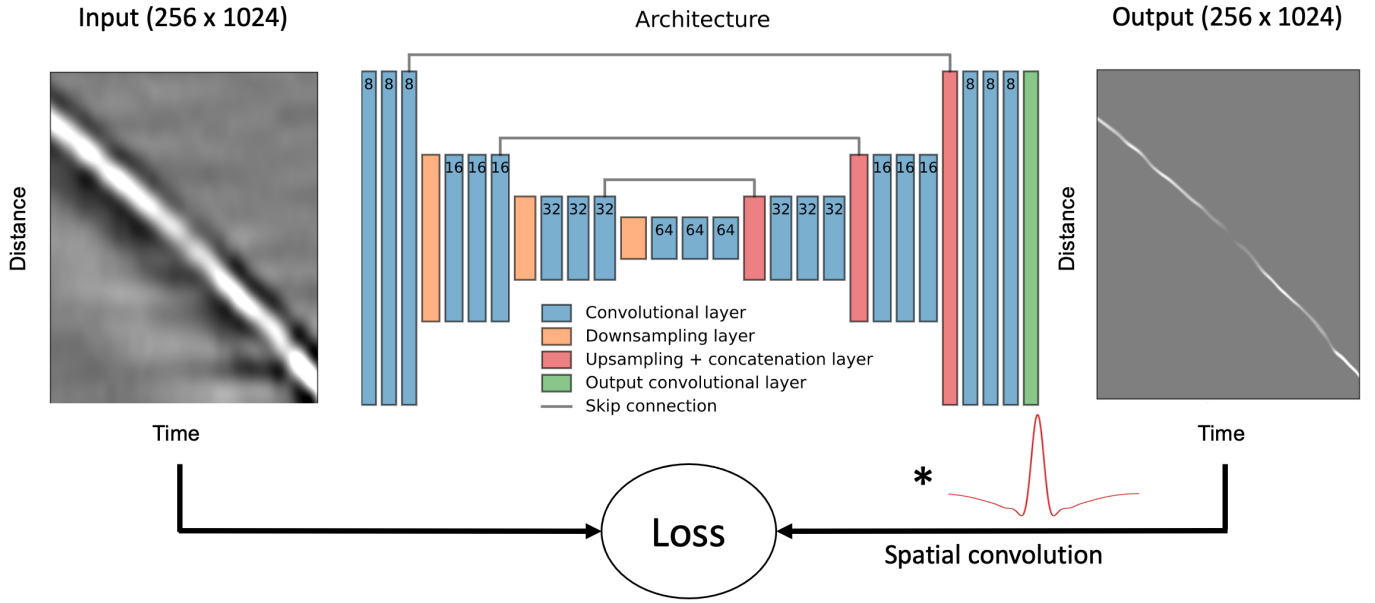 Input (256 x 1024)
Architecture
Output (256 x 1024)
Distance
8 8 8
16 16 16
32 32 32
64 64 64
32 32 32
16 16 16
8 8 8
Distance
Convolutional layer
Downsampling layer
Upsampling + concatenation layer
Output convolutional layer
Skip connection
Time
Time
*
Loss
Spatial convolution